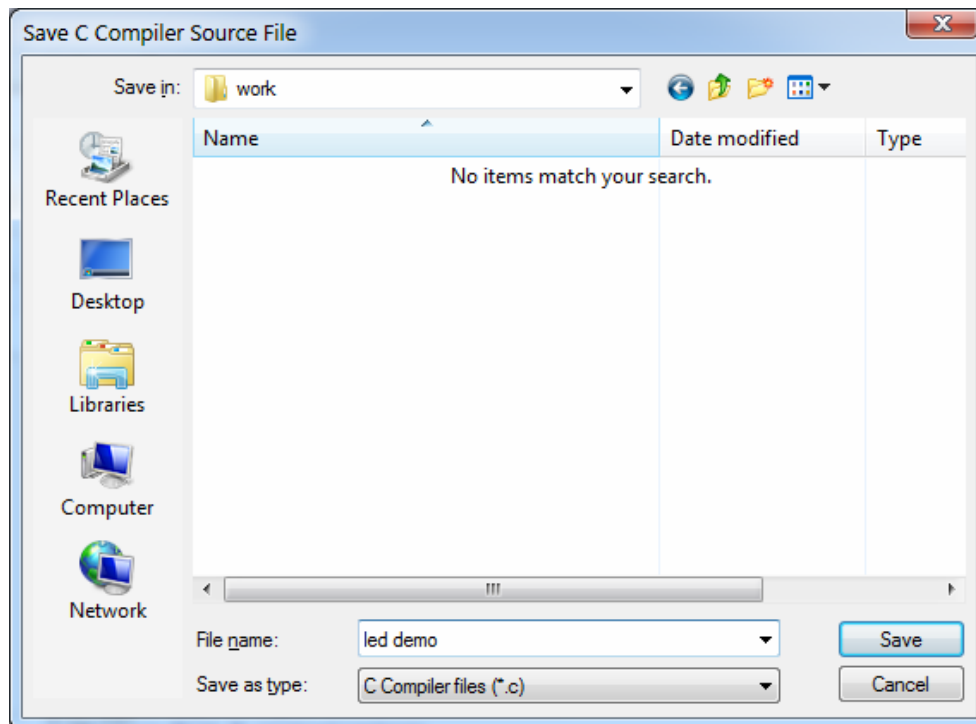 Save C Compiler Source File
Save in: work
Name Date modified Type
No items match your search.
Recent Places
Desktop
Libraries
Computer
Network
File name: led demo Save
Save as type: C Compiler files (*.c) Cancel